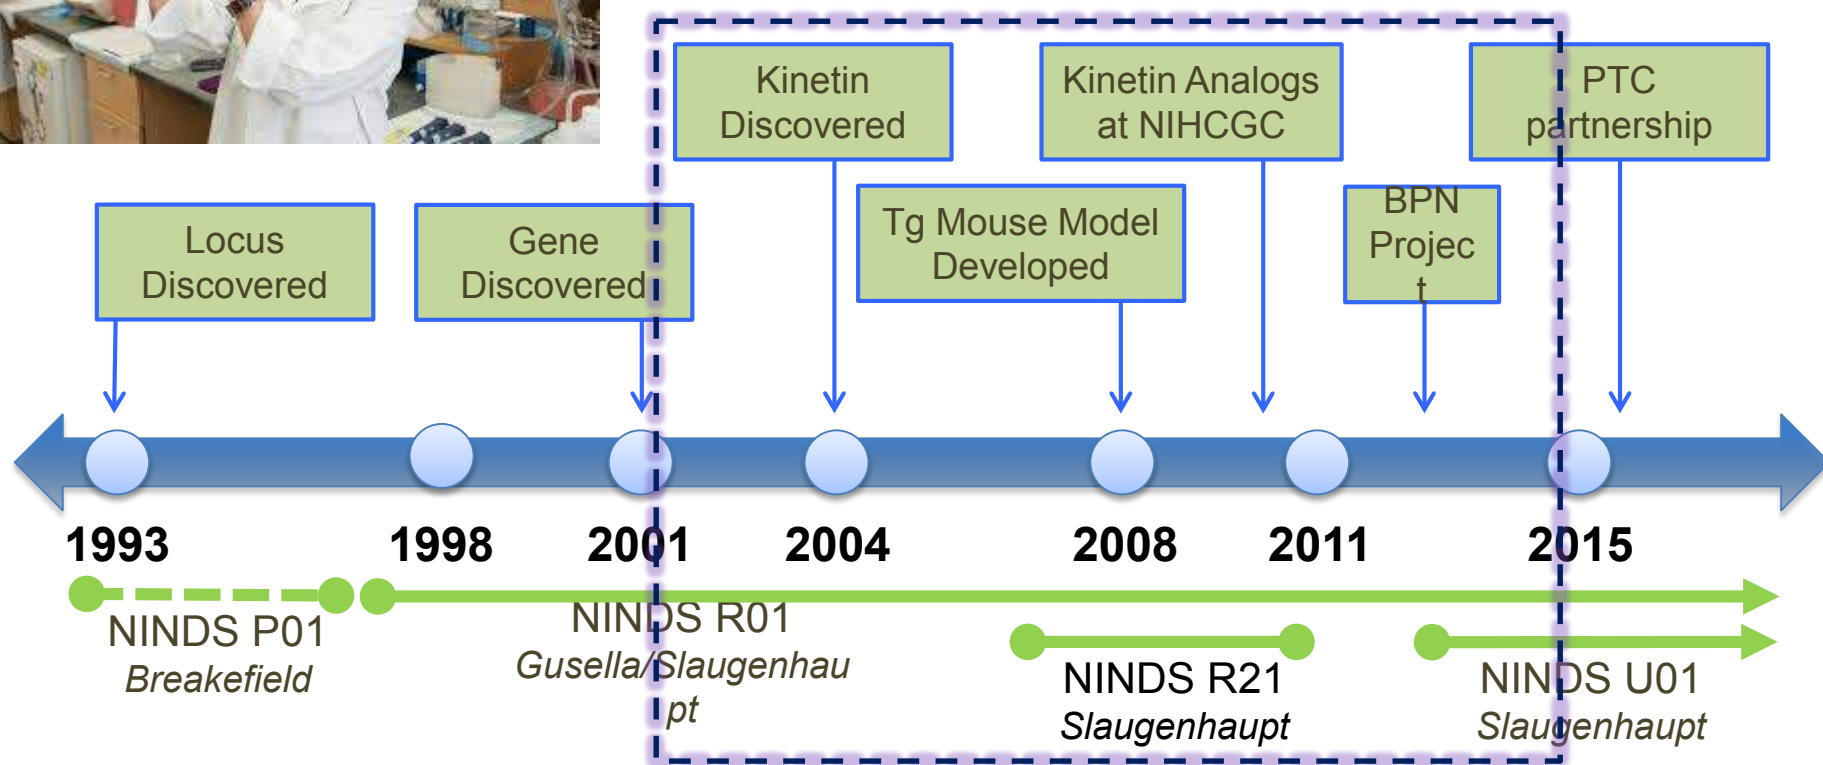 Kinetin
Discovered
Kinetin Analogs
at NIHCGC
PTC
partnership
Locus
Discovered
Gene
Discovered
Tg Mouse Model
Developed
BPN
Projec
t
1993
1998
2001
2004
2008
2011
2015
NINDS P01
Breakefield
NINDS R01
Gusella/Slaugenhau
pt
NINDS R21
Slaugenhaupt
NINDS U01
Slaugenhaupt